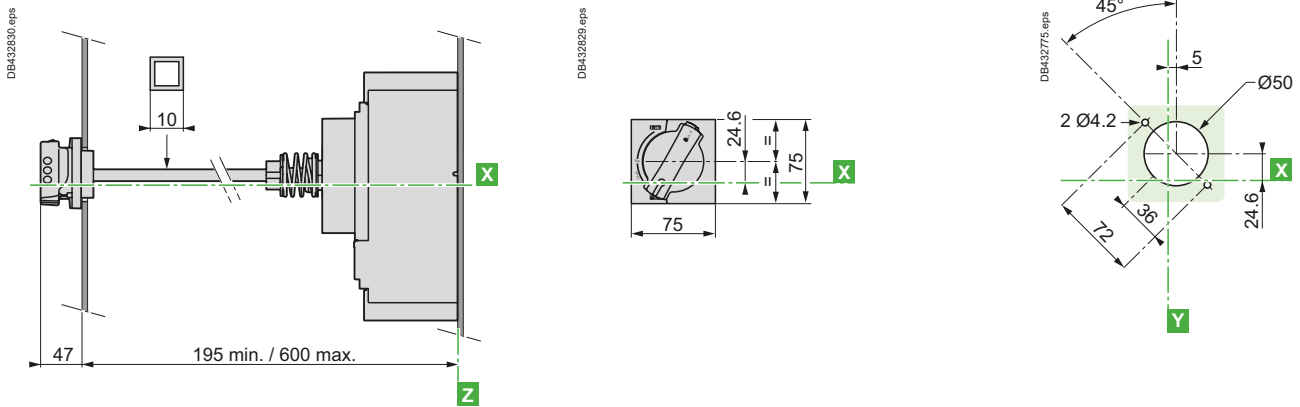 DB432830.eps
10
X
47
195 min. / 600 max.
Z
DB432829.eps
24.6
=
=
75
X
75
DB432775.eps
45°
5
Ø50
2 Ø4.2
X
24.6
36
72
Y